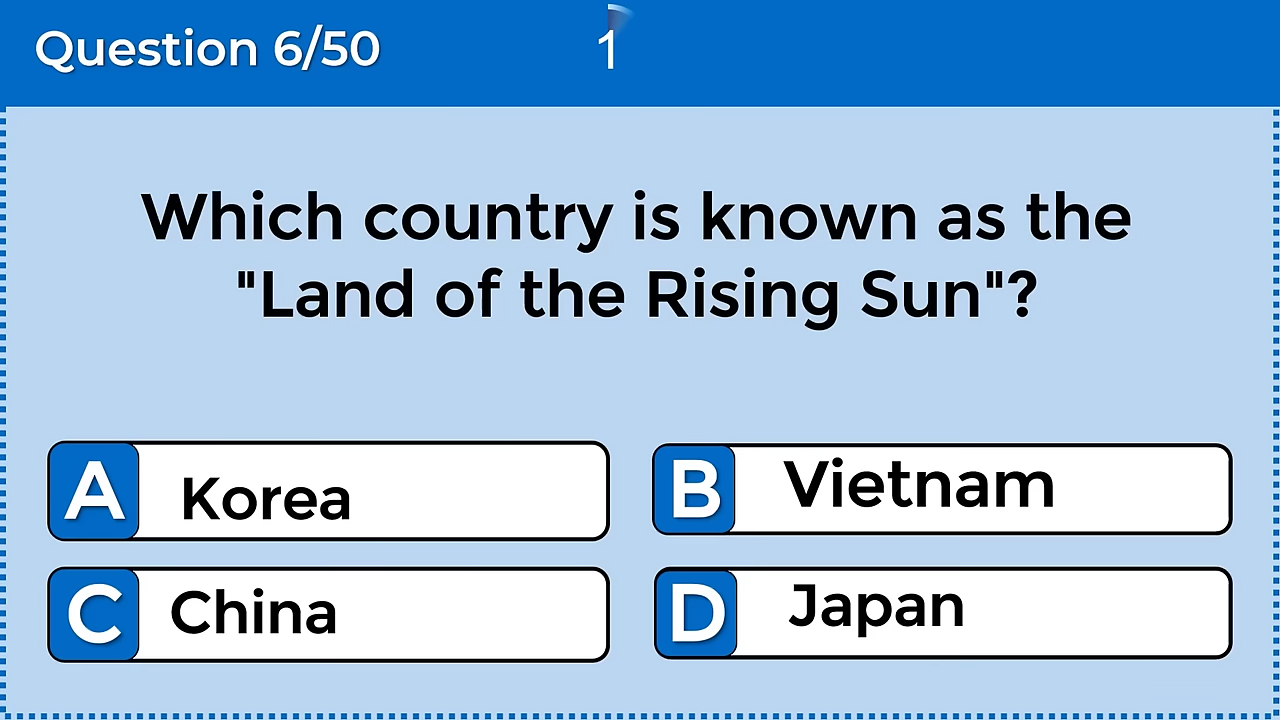 Question 6/50
1
Which country is known as the
"Land of the Rising Sun"?
A Korea
B Vietnam
C China
D Japan